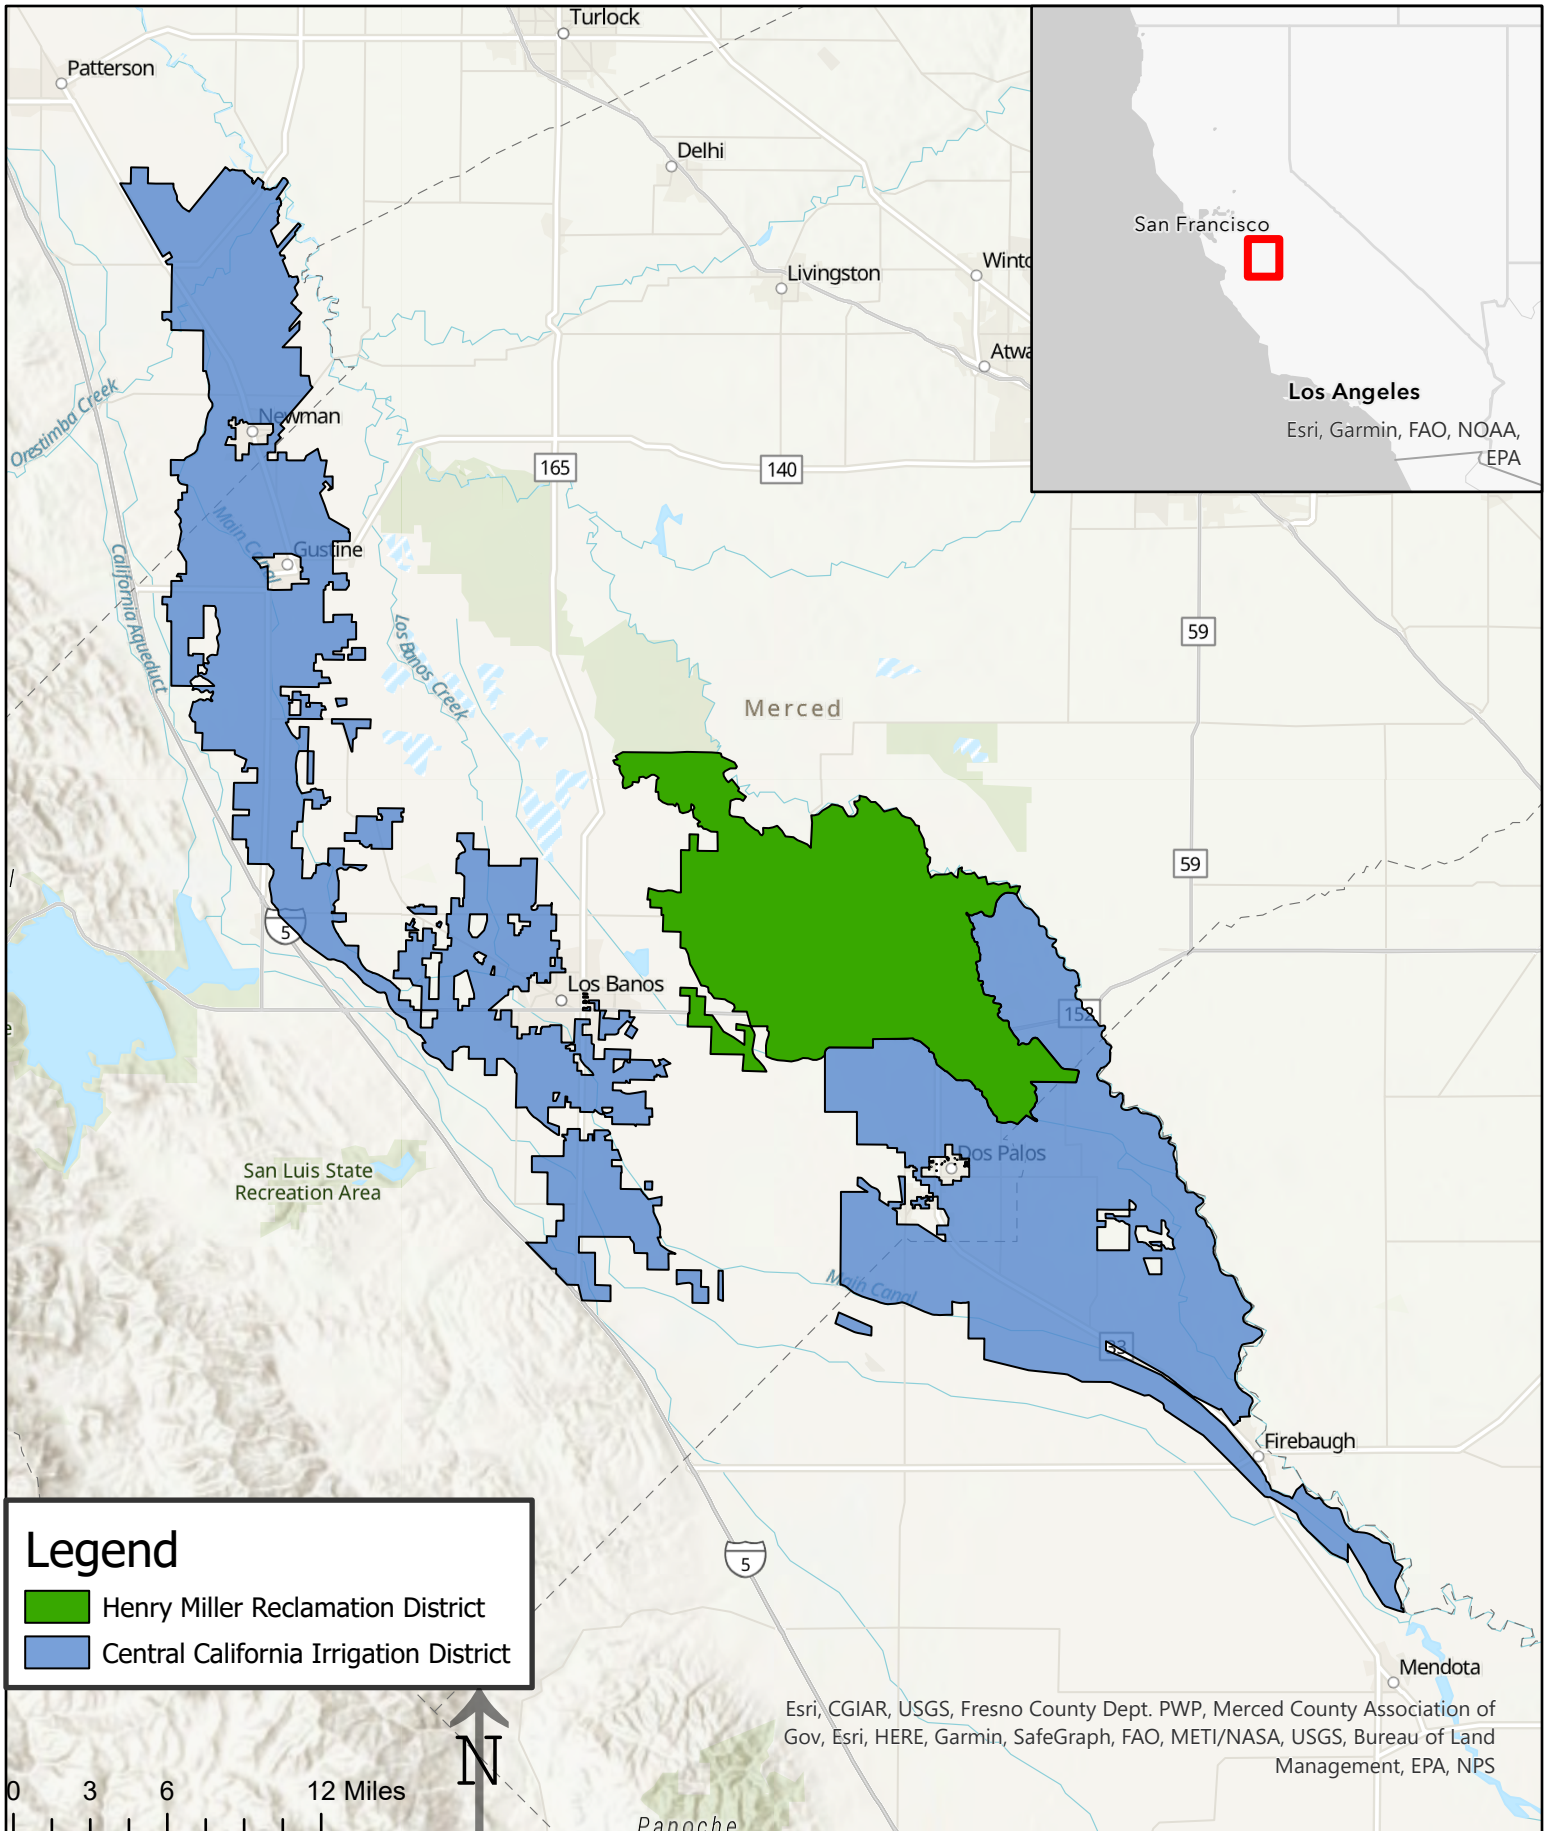 Turlock
Patterson
Delhi
San Francisco
Livingston
Winto
Atwa
Los Angeles
Esri, Garmin, FAO, NOAA,
EPA
Orestimba Creek
Newman
165
140
Main Canal
Gustine
California Aqueduct
Los Banos Creek
59
Merced
59
5
Los Banos
152
Dos Palos
San Luis State
Recreation Area
Main Canal
33
Firebaugh
Legend
Henry Miller Reclamation District
Central California Irrigation District
5
Mendota
Esri, CGIAR, USGS, Fresno County Dept. PWP, Merced County Association of
Gov, Esri, HERE, Garmin, SafeGraph, FAO, METI/NASA, USGS, Bureau of Land
Management, EPA, NPS
N
0 3 6 12 Miles
Panoche